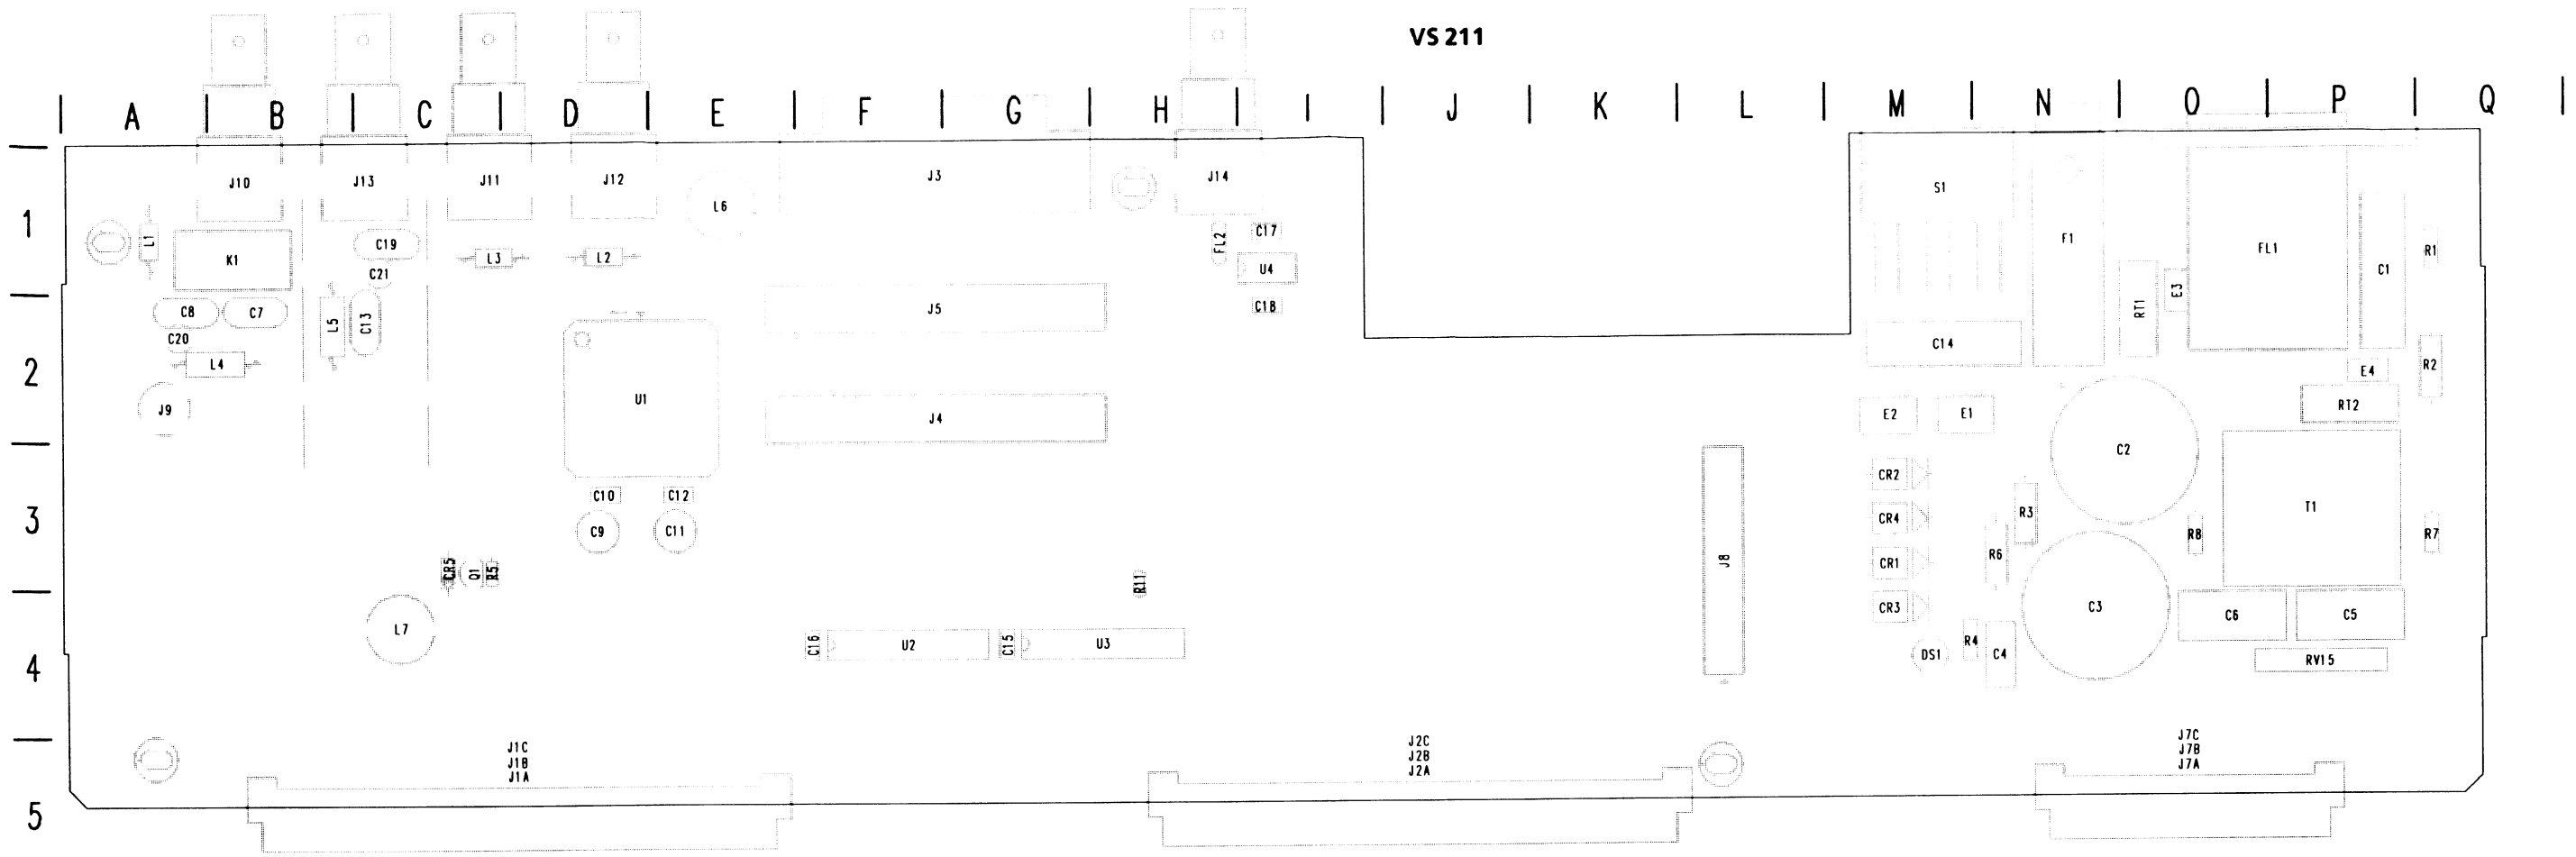 VS 211
A B C D E F G H I J K L M N O P Q
J10 J13 J11 J12 J3 J14 S1
1
L1 L6 C19 C17
K1 L3 L2 FL2 U4 F1 FL1 C1 R1
C21
C8 C7 L5 C13 J5 C18 RT1 E3
C20 C14
2
L4 E4 R2
J9 U1 J4 E2 E1 RT2
C2
CR2
C10 C12
3
C9 C11 CR4 R3 T1
J8 R6 R8 R7
CR5 Q1 R5 R11 CR1
CR3 C3 C6 C5
L7
C16 U2 C15 U3 R4
4
DS1 C4 RV15
J1C J2C J7C
J1B J2B J7B
J1A J2A J7A
5